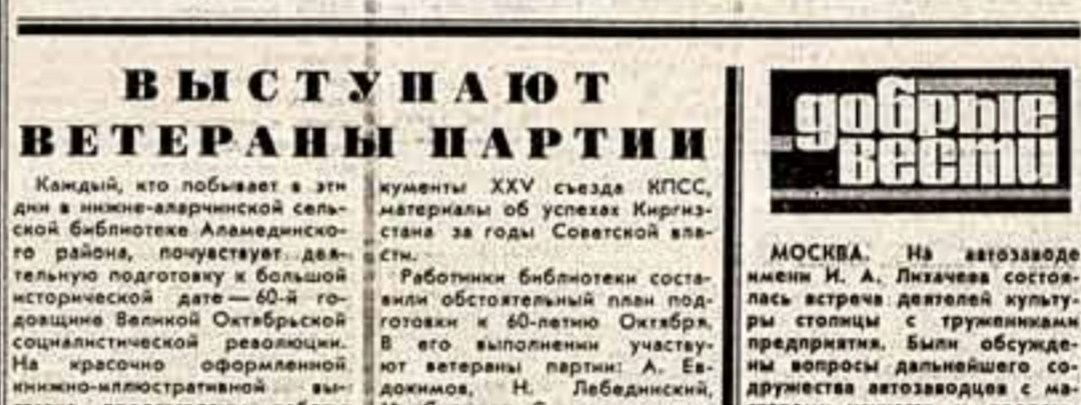 ВЫСТУПАЮТ
ВЕТЕРАНЫ ПАРТИИ
Каждый, кто побывает в эти
дни в нижне-аларчинской сель-
ской библиотеке Аламединско-
го района, почувствует дея-
тельную подготовку к большой
исторической дате — 60-й го-
довщине Великой Октябрьской
социалистической революции.
На красочно оформленной
книжно-иллюстративной вы-
кументы XXV съезда КПСС,
материалы об успехах Киргиз-
стана за годы Советской вла-
сти.
Работники библиотеки соста-
вили обстоятельный план под-
готовки к 60-летию Октября.
В его выполнении участву-
ют ветераны партии: А. Ев-
докимов, Н. Лебединский,
добрые
вести
МОСКВА. На автозаводе
имени И. А. Лихачева состоя-
лась встреча деятелей культу-
ры столицы с тружениками
предприятия. Были обсужде-
ны вопросы дальнейшего со-
дружества автозаводцев с ма-